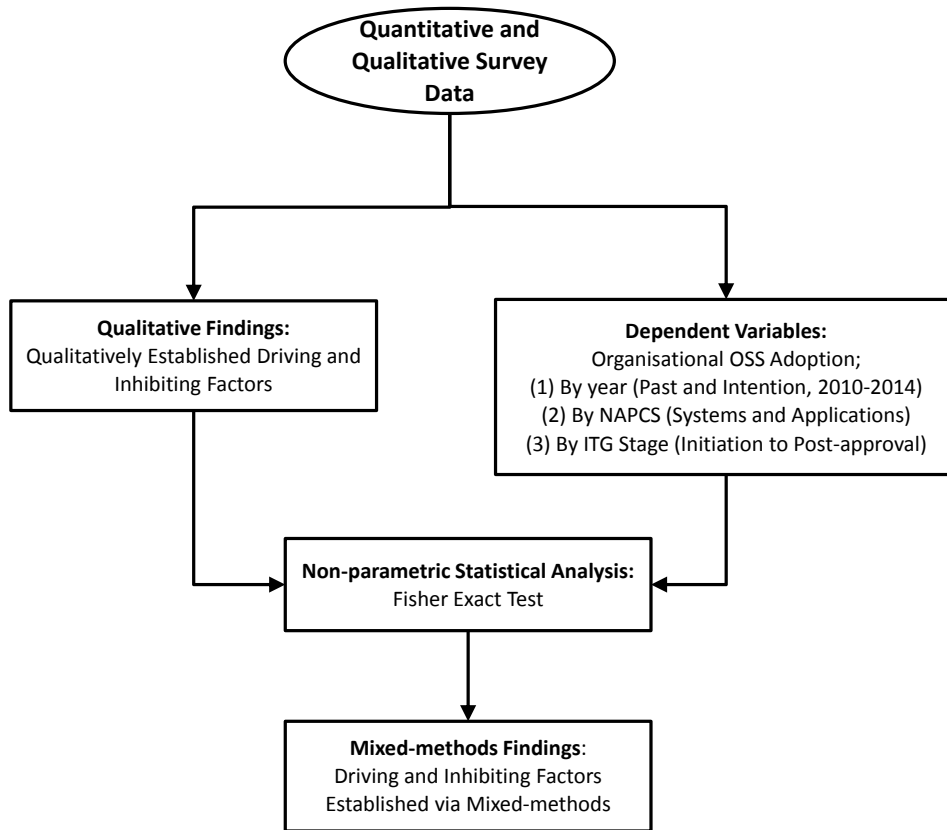 Quantitative and
Qualitative Survey
Data
Qualitative Findings:
Qualitatively Established Driving and
Inhibiting Factors
Dependent Variables:
Organisational OSS Adoption;
(1) By year (Past and Intention, 2010-2014)
(2) By NAPCS (Systems and Applications)
(3) By ITG Stage (Initiation to Post-approval)
Non-parametric Statistical Analysis:
Fisher Exact Test
Mixed-methods Findings:
Driving and Inhibiting Factors
Established via Mixed-methods